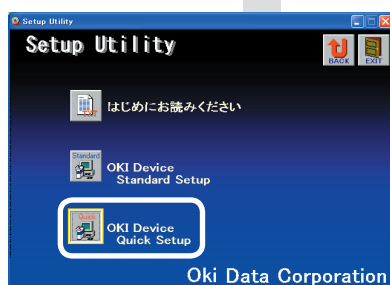 Setup Utility
Setup Utility
BACK
EXIT
はじめにお読みください
Standard
OKI Device
Standard Setup
Quick
OKI Device
Quick Setup
Oki Data Corporation